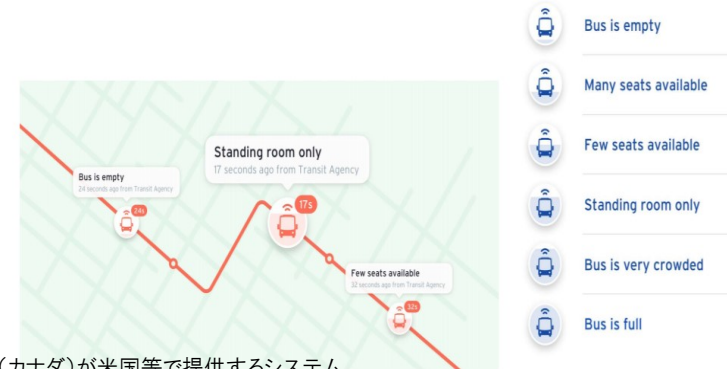 Bus is empty
24 seconds ago from Transit Agency
24s
Standing room only
17 seconds ago from Transit Agency
17s
Few seats available
32 seconds ago from Transit Agency
32s
(カナダ)が米国等で提供するシステム
Bus is empty
Many seats available
Few seats available
Standing room only
Bus is very crowded
Bus is full